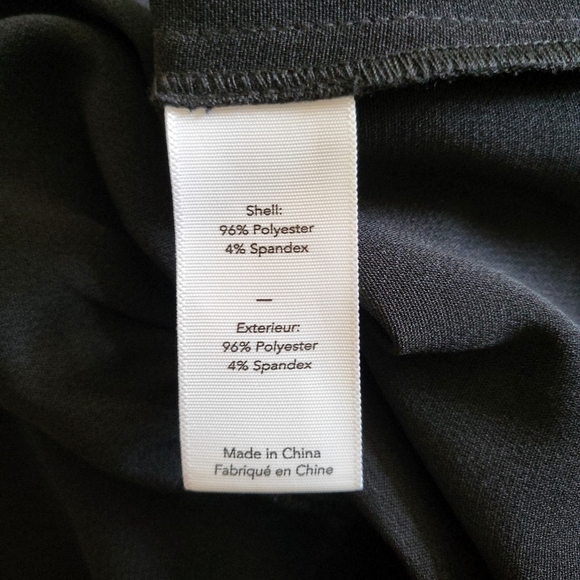 Shell:
96% Polyester
4% Spandex
—
Exterieur:
96% Polyester
4% Spandex
Made in China
Fabriqué en Chine